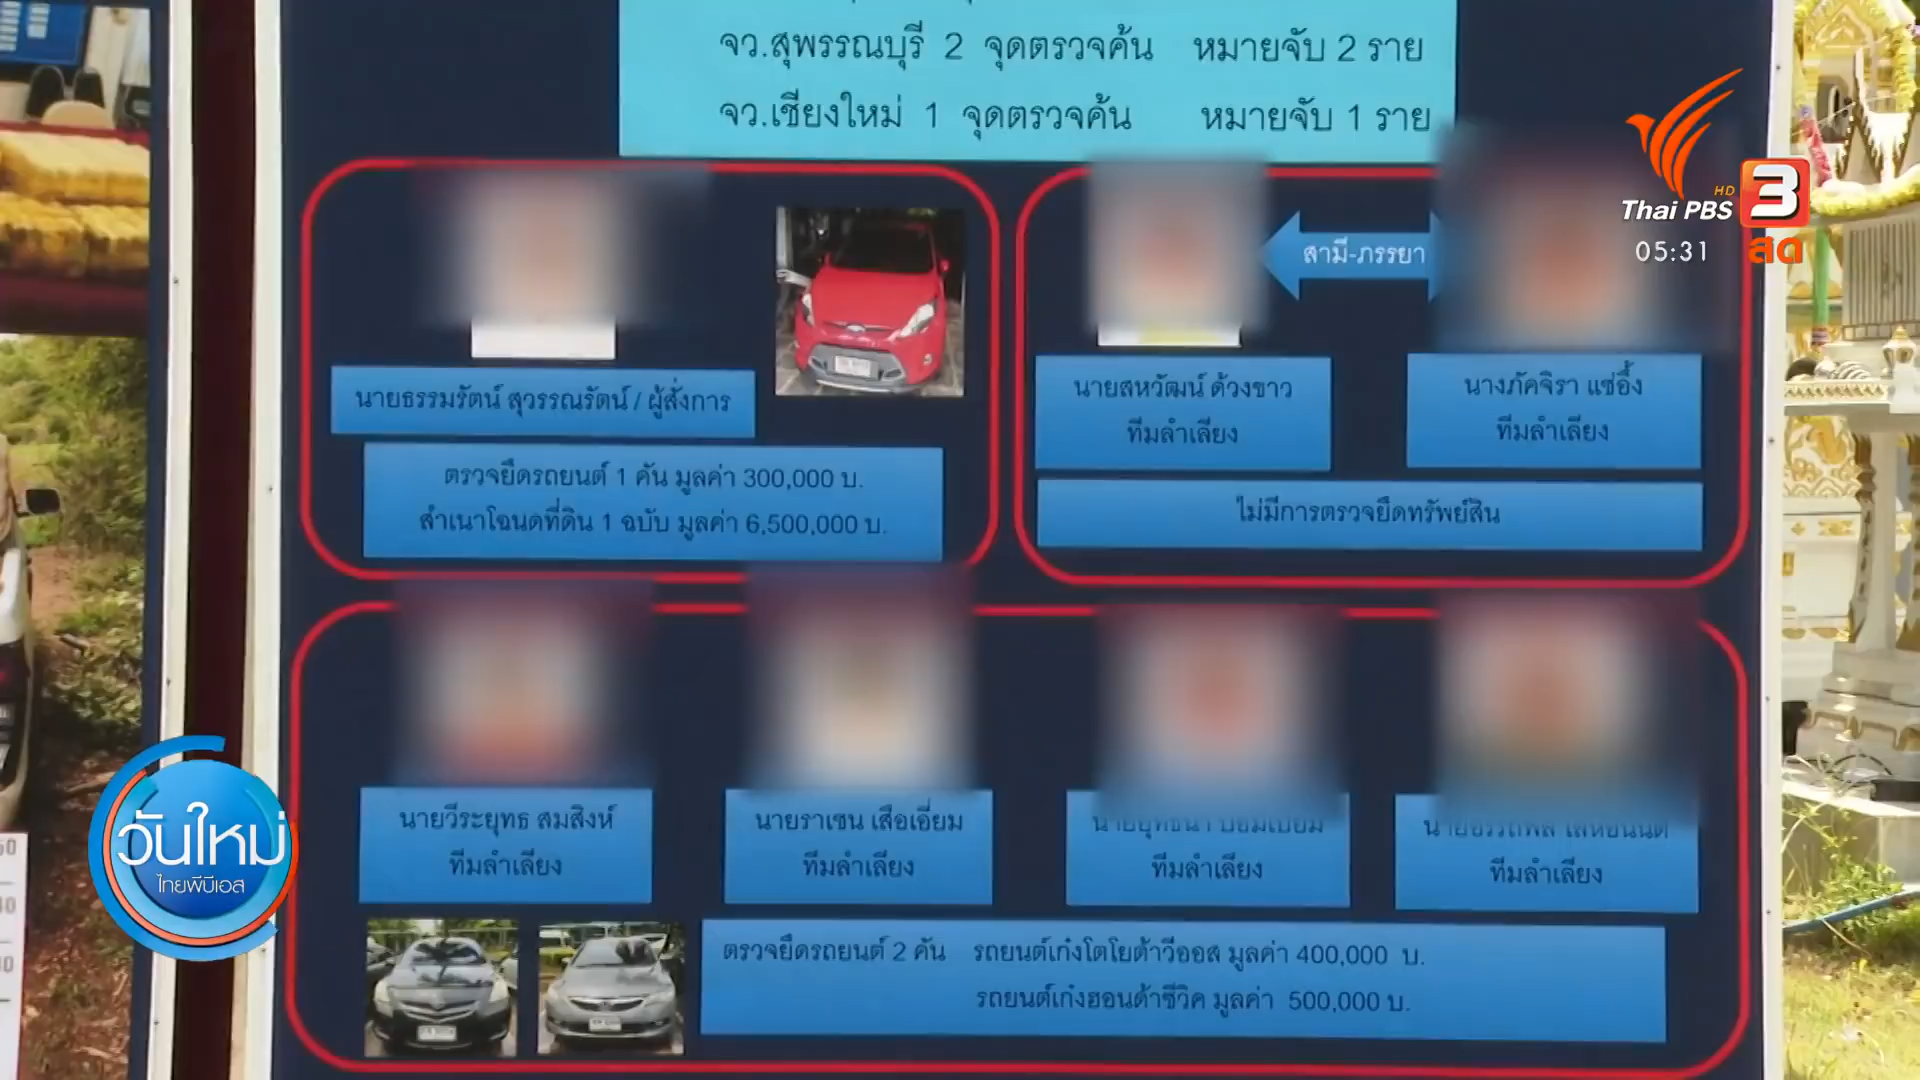 จว.สุพรรณบุรี 2 จุดตรวจค้น หมายจับ 2 ราย
จว.เชียงใหม่ 1 จุดตรวจค้น หมายจับ 1 ราย
HD
Thai PBS 3
05:31 สด
สามี-ภรรยา
นายธรรมรัตน์ สุวรรณรัตน์ / ผู้สั่งการ
ตรวจยึดรถยนต์ 1 คัน มูลค่า 300,000 บ.
สำเนาโฉนดที่ดิน 1 ฉบับ มูลค่า 6,500,000 บ.
นายสหวัฒน์ ด้วงขาว
ทีมลำเลียง
นางภัคจิรา แซ่อึ้ง
ทีมลำเลียง
ไม่มีการตรวจยึดทรัพย์สิน
นายวีระยุทธ สมสิงห์
ทีมลำเลียง
นายราเชน เสือเอี่ยม
ทีมลำเลียง
ทีมลำเลียง
ทีมลำเลียง
ตรวจยึดรถยนต์ 2 คัน รถยนต์เก๋งโตโยต้าวีออส มูลค่า 400,000 บ.
รถยนต์เก๋งฮอนด้าซีวิค มูลค่า 500,000 บ.
วันใหม่
ไทยพีบีเอส